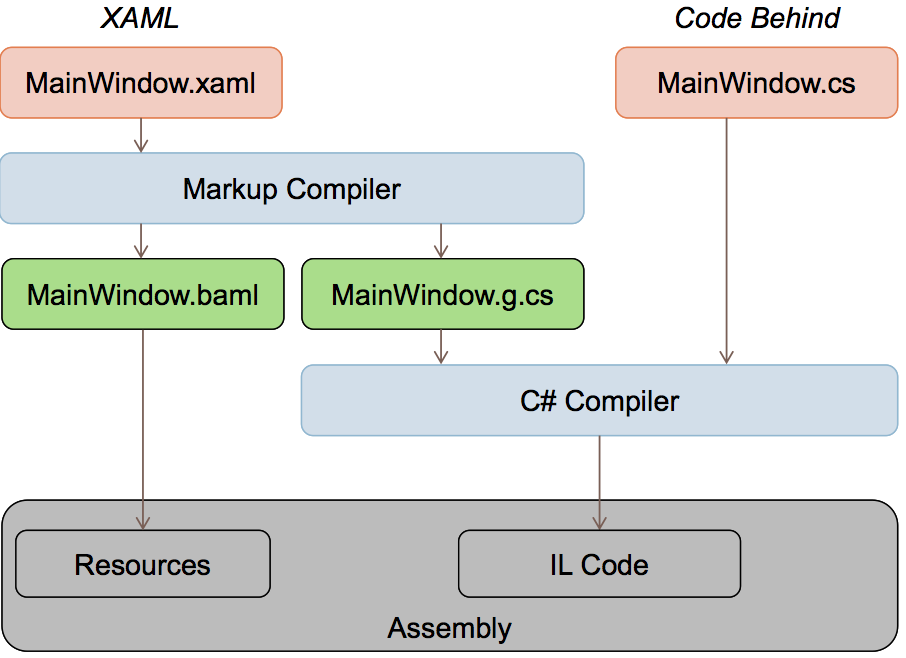 XAML
Code Behind
MainWindow.xaml
MainWindow.cs
Markup Compiler
MainWindow.baml
MainWindow.g.cs
C# Compiler
Resources
IL Code
Assembly